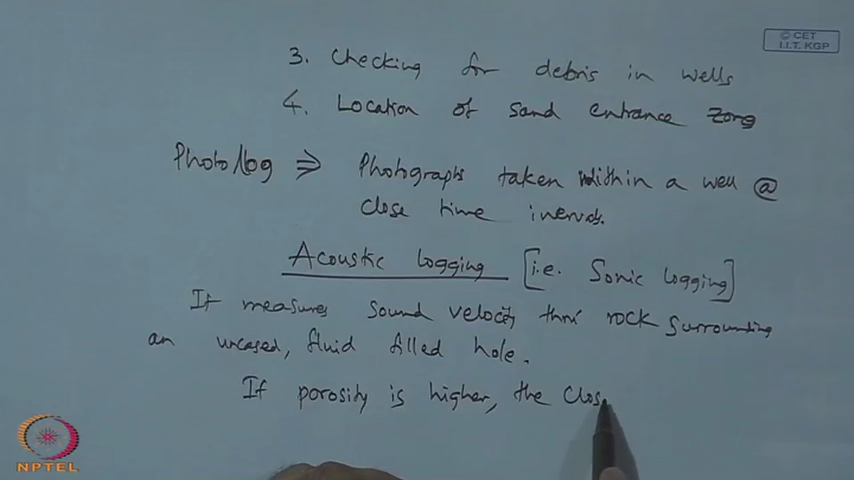 © CET
I.I.T. KGP
3. Checking for debris in wells
4. Location of sand entrance zone
Photo/log ⇒ Photographs taken within a well @
close time intervals.
Acoustic logging [i.e. Sonic logging]
It measures sound velocity thru rock surrounding
an uncased, fluid filled hole.
If porosity is higher, the clos
NPTEL